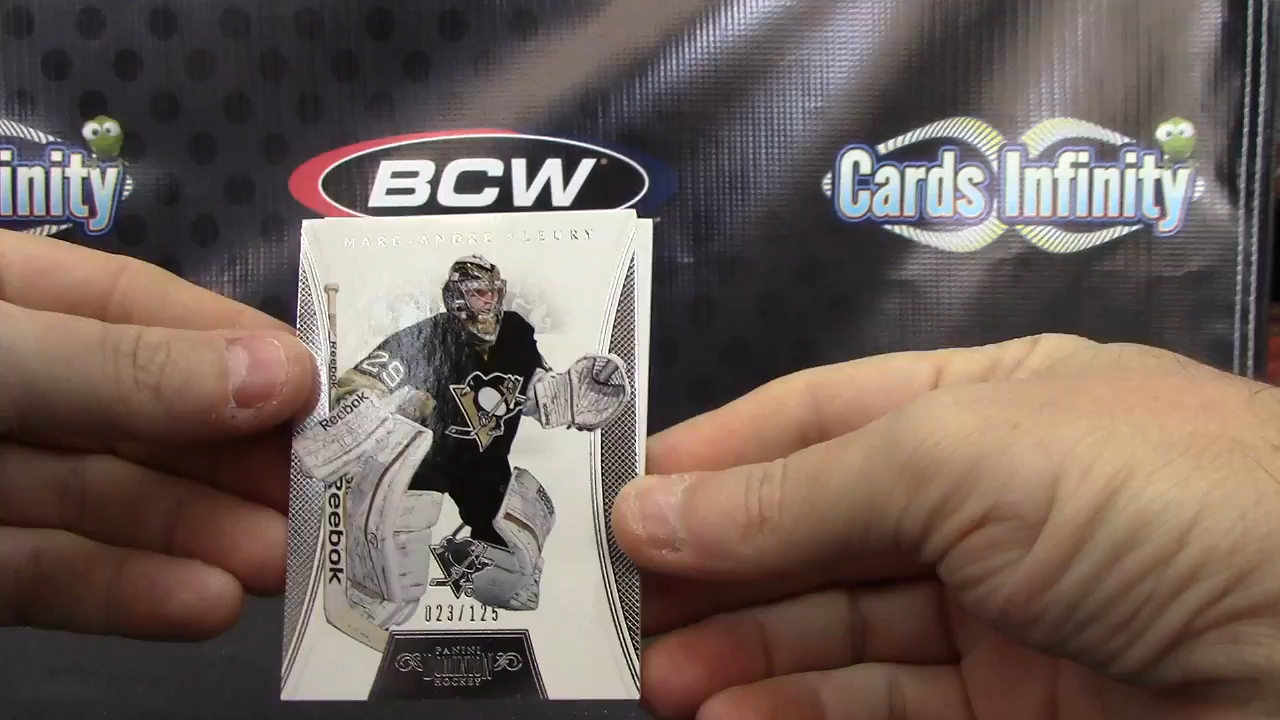 inity
BCW
Cards Infinity
MARC-ANDRE FLEURY
29
Reebok
Reebok
Reebok
023/125
PANINI
DOMINION
HOCKEY